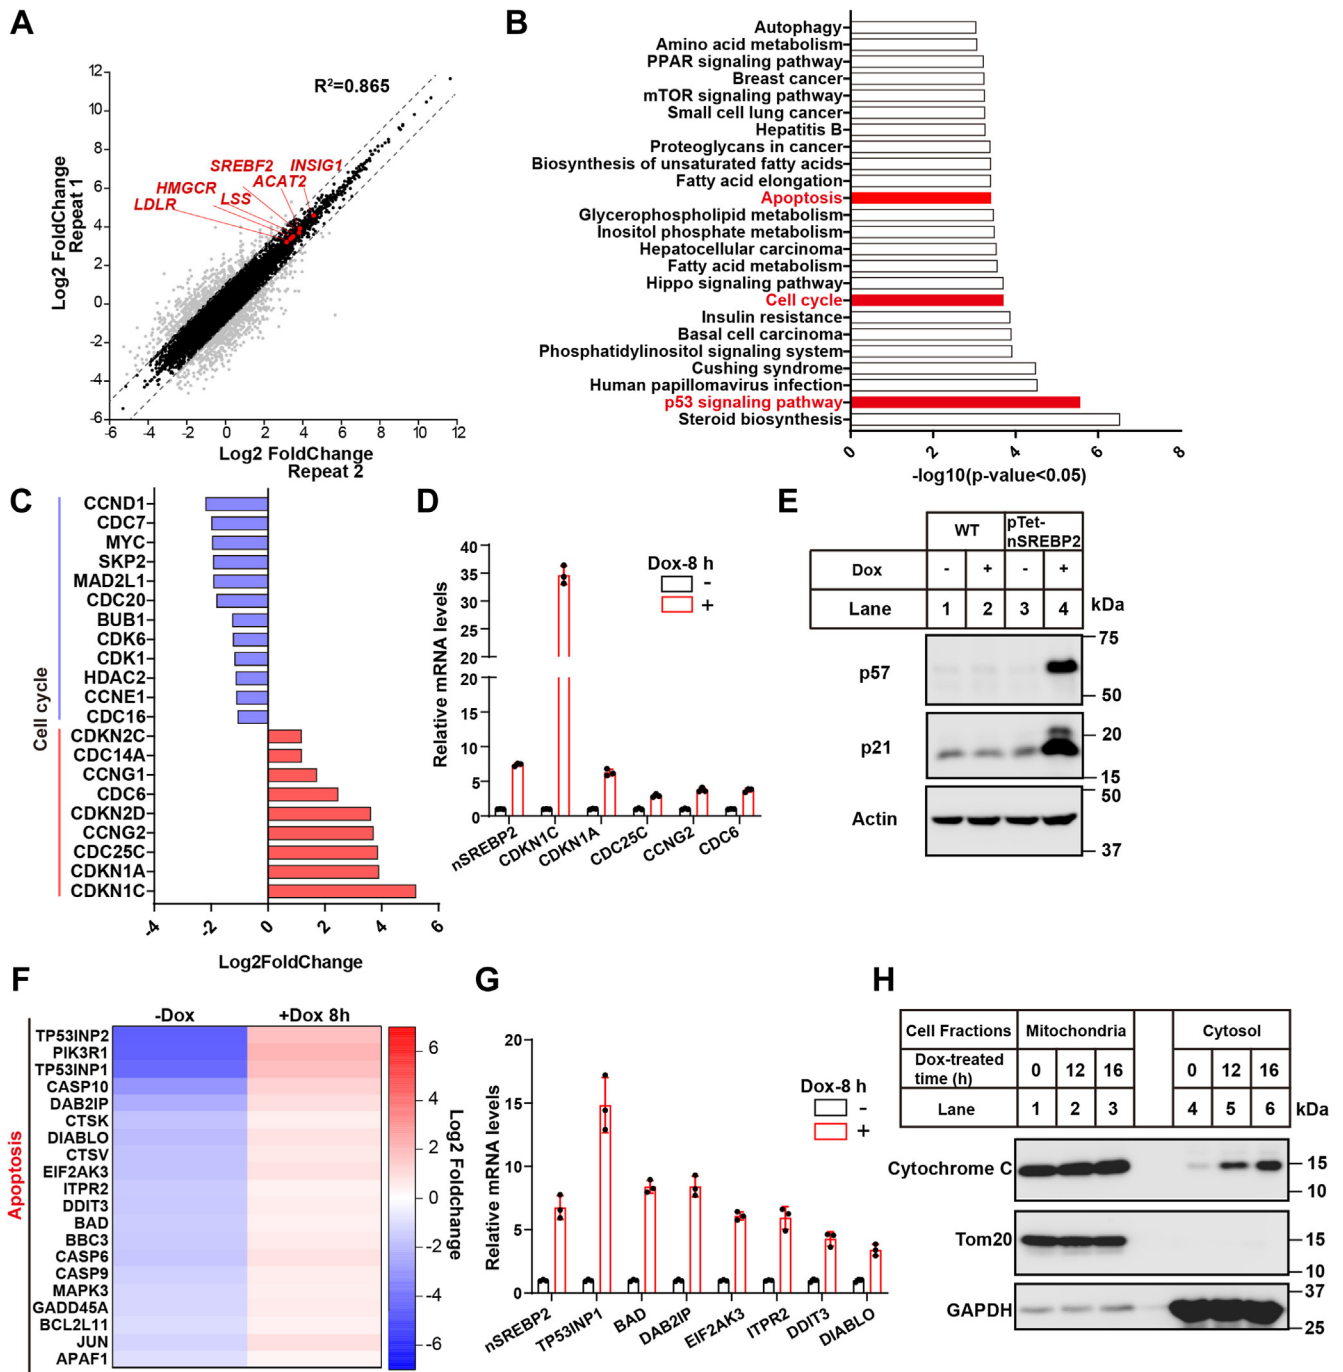 A
12
10
8
6
4
2
0
-2
-4
-6
-6
-4
-2
0
2
4
6
8
10
12
R²=0.865
SREBF2
INSIG1
HMGCR
ACAT2
LDLR
LSS
Log2 FoldChange
Repeat 1
Log2 FoldChange
Repeat 2
B
Autophagy
Amino acid metabolism
PPAR signaling pathway
Breast cancer
mTOR signaling pathway
Small cell lung cancer
Hepatitis B
Proteoglycans in cancer
Biosynthesis of unsaturated fatty acids
Fatty acid elongation
Apoptosis
Glycerophospholipid metabolism
Inositol phosphate metabolism
Hepatocellular carcinoma
Fatty acid metabolism
Hippo signaling pathway
Cell cycle
Insulin resistance
Basal cell carcinoma
Phosphatidylinositol signaling system
Cushing syndrome
Human papillomavirus infection
p53 signaling pathway
Steroid biosynthesis
0
2
4
6
8
-log10(p-value<0.05)
C
Cell cycle
CCND1
CDC7
MYC
SKP2
MAD2L1
CDC20
BUB1
CDK6
CDK1
HDAC2
CCNE1
CDC16
CDKN2C
CDC14A
CCNG1
CDC6
CDKN2D
CCNG2
CDC25C
CDKN1A
CDKN1C
-4
-2
0
2
4
6
Log2FoldChange
D
Relative mRNA levels
40
35
30
25
20
20
15
10
5
0
Dox-8 h
-
+
nSREBP2
CDKN1C
CDKN1A
CDC25C
CCNG2
CDC6
E
WT
pTet-
nSREBP2
Dox
-
+
-
+
Lane
1
2
3
4
kDa
p57
75
50
p21
20
15
Actin
50
37
F
Apoptosis
-Dox
+Dox 8h
TP53INP2
PIK3R1
TP53INP1
CASP10
DAB2IP
CTSK
DIABLO
CTSV
EIF2AK3
ITPR2
DDIT3
BAD
BBC3
CASP6
CASP9
MAPK3
GADD45A
BCL2L11
JUN
APAF1
6
4
2
0
-2
-4
-6
Log2 Foldchange
G
Relative mRNA levels
20
15
10
5
0
Dox-8 h
-
+
nSREBP2
TP53INP1
BAD
DAB2IP
EIF2AK3
ITPR2
DDIT3
DIABLO
H
Cell Fractions
Mitochondria
Cytosol
Dox-treated
time (h)
0
12
16
0
12
16
Lane
1
2
3
4
5
6
kDa
Cytochrome C
15
10
Tom20
15
10
GAPDH
37
25